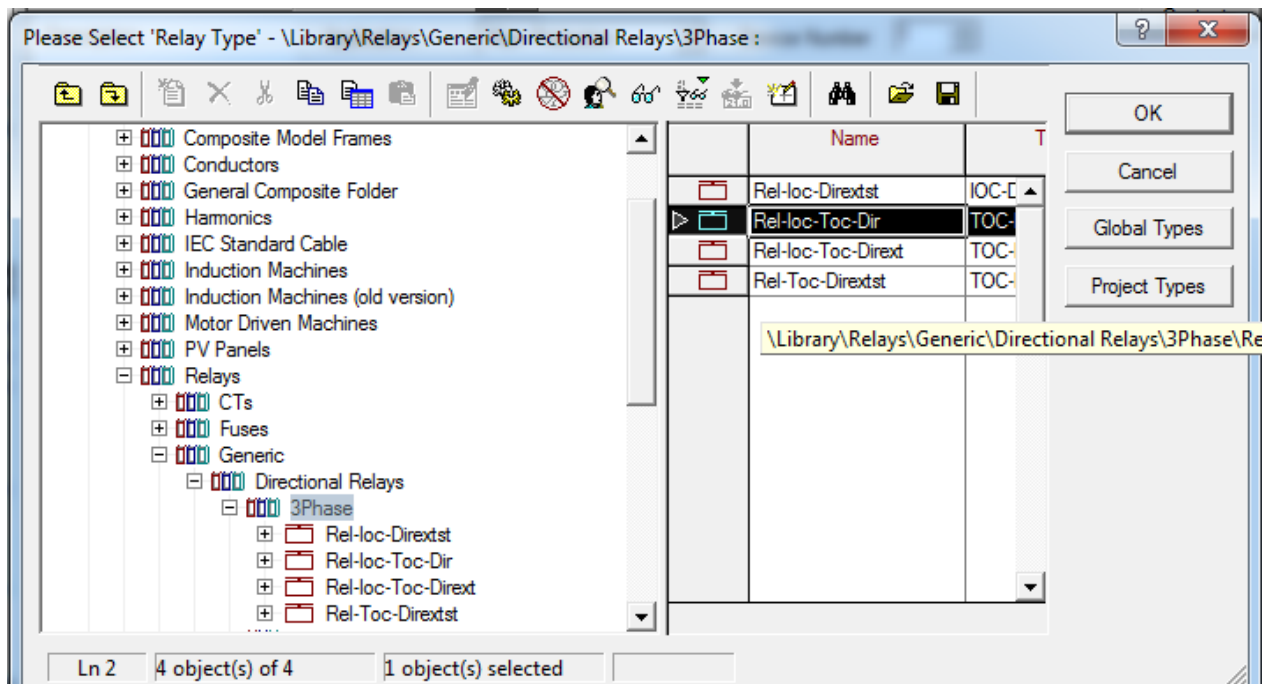 Please Select 'Relay Type' - \Library\Relays\Generic\Directional Relays\3Phase :
OK
Cancel
Global Types
Project Types
Composite Model Frames
Conductors
General Composite Folder
Harmonics
IEC Standard Cable
Induction Machines
Induction Machines (old version)
Motor Driven Machines
PV Panels
Relays
CTs
Fuses
Generic
Directional Relays
3Phase
Rel-Ioc-Dirextst
Rel-Ioc-Toc-Dir
Rel-Ioc-Toc-Dirext
Rel-Toc-Dirextst
Name T
Rel-Ioc-Dirextst IOC-D
Rel-Ioc-Toc-Dir TOC-
Rel-Ioc-Toc-Dirext TOC-
Rel-Toc-Dirextst TOC-
\Library\Relays\Generic\Directional Relays\3Phase\Re
Ln 2 4 object(s) of 4 1 object(s) selected